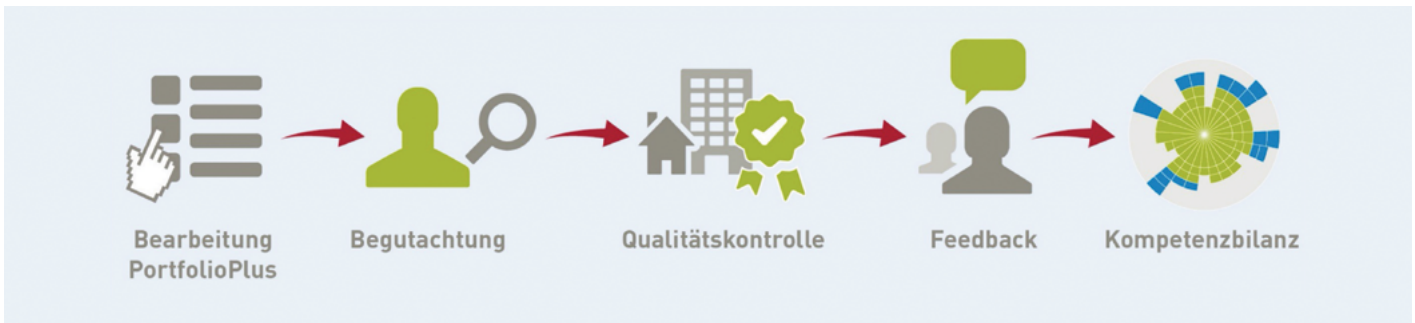 Bearbeitung
PortfolioPlus
Begutachtung
Qualitätskontrolle
Feedback
Kompetenzbilanz